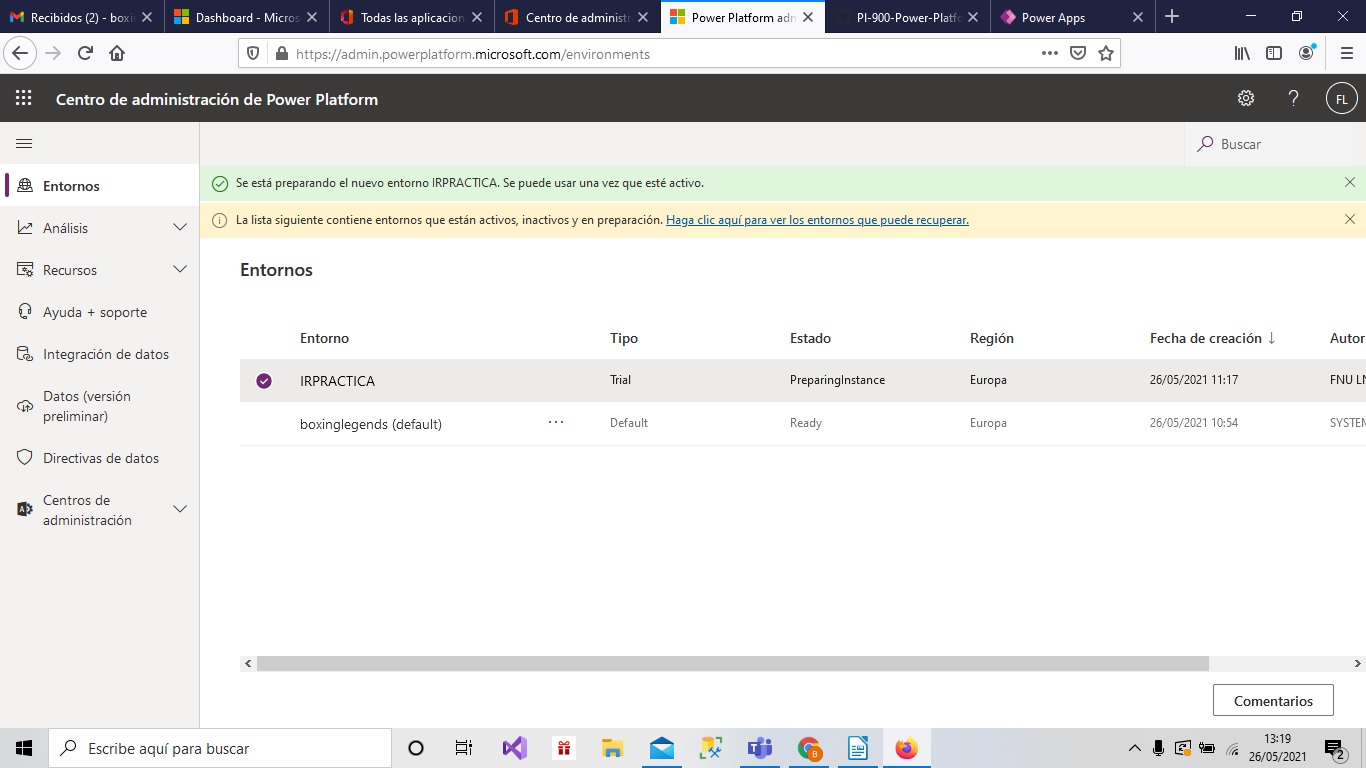 Recibidos (2) - boxi
Dashboard - Micros
Todas las aplicacion
Centro de administr
Power Platform adm
PI-900-Power-Platfo
Power Apps
https://admin.powerplatform.microsoft.com/environments
Centro de administración de Power Platform
FL
Buscar
Entornos
Análisis
Recursos
Ayuda + soporte
Integración de datos
Datos (versión
preliminar)
Directivas de datos
Centros de
administración
Se está preparando el nuevo entorno IRPRACTICA. Se puede usar una vez que esté activo.
La lista siguiente contiene entornos que están activos, inactivos y en preparación. Haga clic aquí para ver los entornos que puede recuperar.
Entornos
Entorno Tipo Estado Región Fecha de creación ↓ Autor
IRPRACTICA Trial PreparingInstance Europa 26/05/2021 11:17 FNU LN
boxinglegends (default) ··· Default Ready Europa 26/05/2021 10:54 SYSTEM
Comentarios
Escribe aquí para buscar
B
13:19
26/05/2021
2